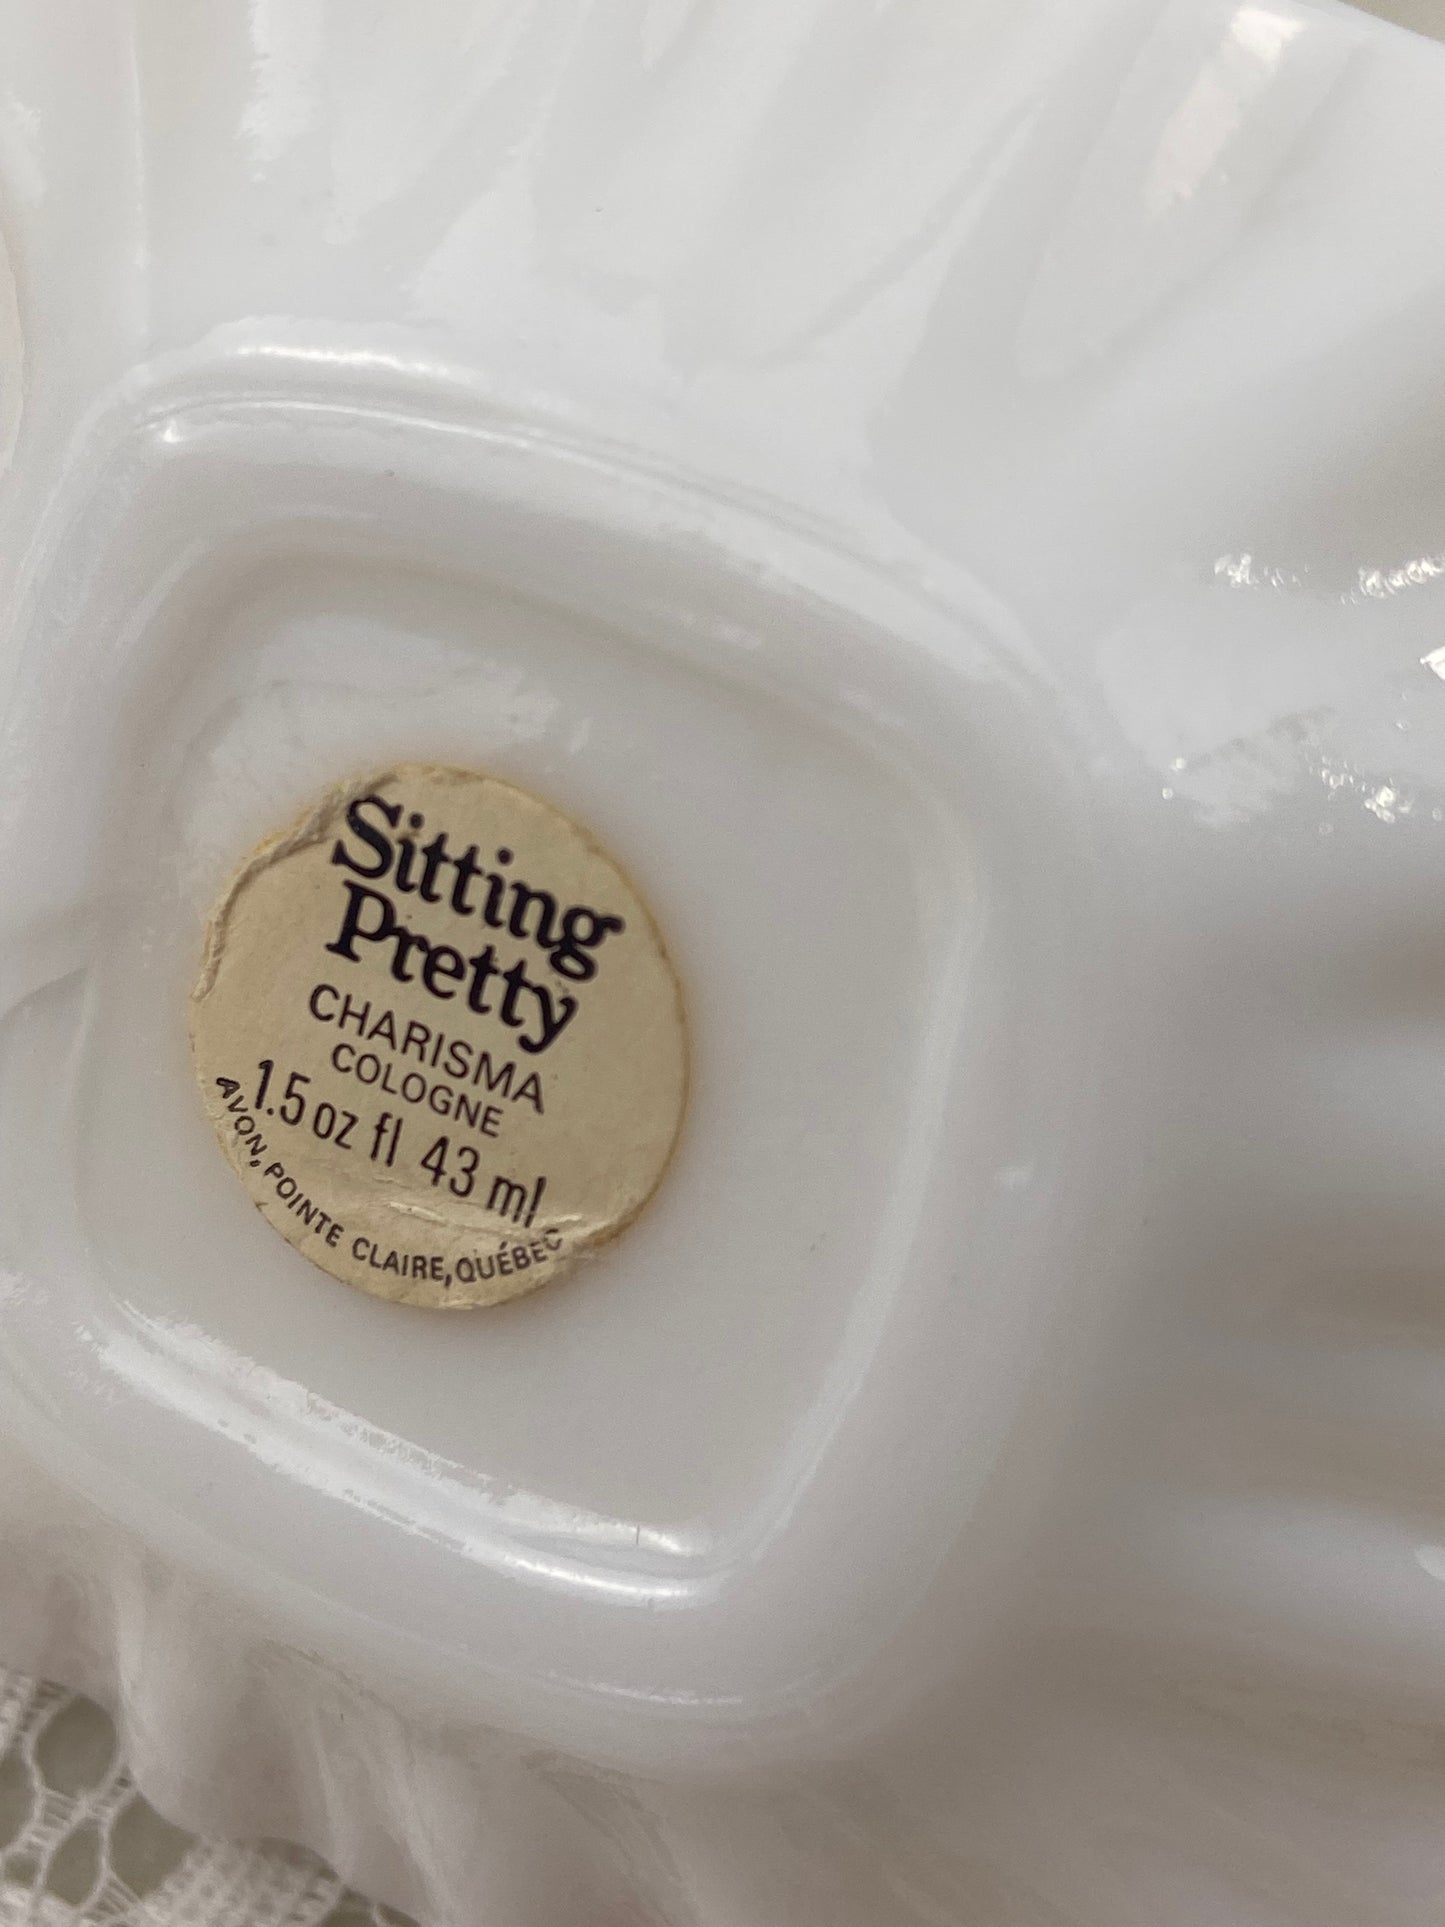 Sitting
Pretty
CHARISMA
COLOGNE
1.5 oz fl 43 ml
AVON, POINTE CLAIRE, QUÉBEC